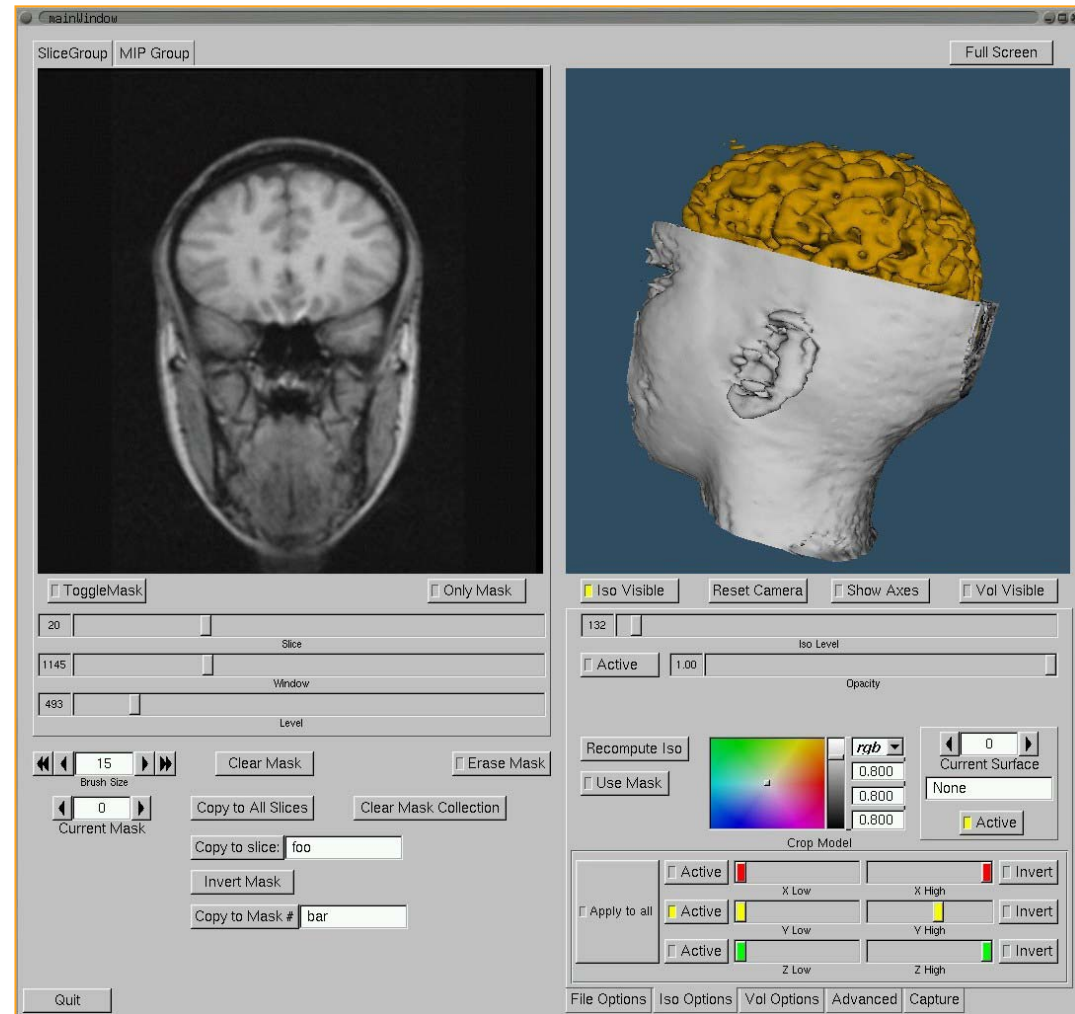 mainWindow
SliceGroup MIP Group
Full Screen
ToggleMask Only Mask
Iso Visible Reset Camera Show Axes Vol Visible
20
Slice
1145
Window
493
Level
132
Iso Level
Active 1.00
Opacity
15
Brush Size
Clear Mask Erase Mask
0
Current Mask
Copy to All Slices Clear Mask Collection
Copy to slice: foo
Invert Mask
Copy to Mask # bar
Quit
Recompute Iso
Use Mask
rgb
0.800
0.800
0.800
0
Current Surface
None
Active
Crop Model
Apply to all
Active Invert
X Low X High
Active Invert
Y Low Y High
Active Invert
Z Low Z High
File Options Iso Options Vol Options Advanced Capture